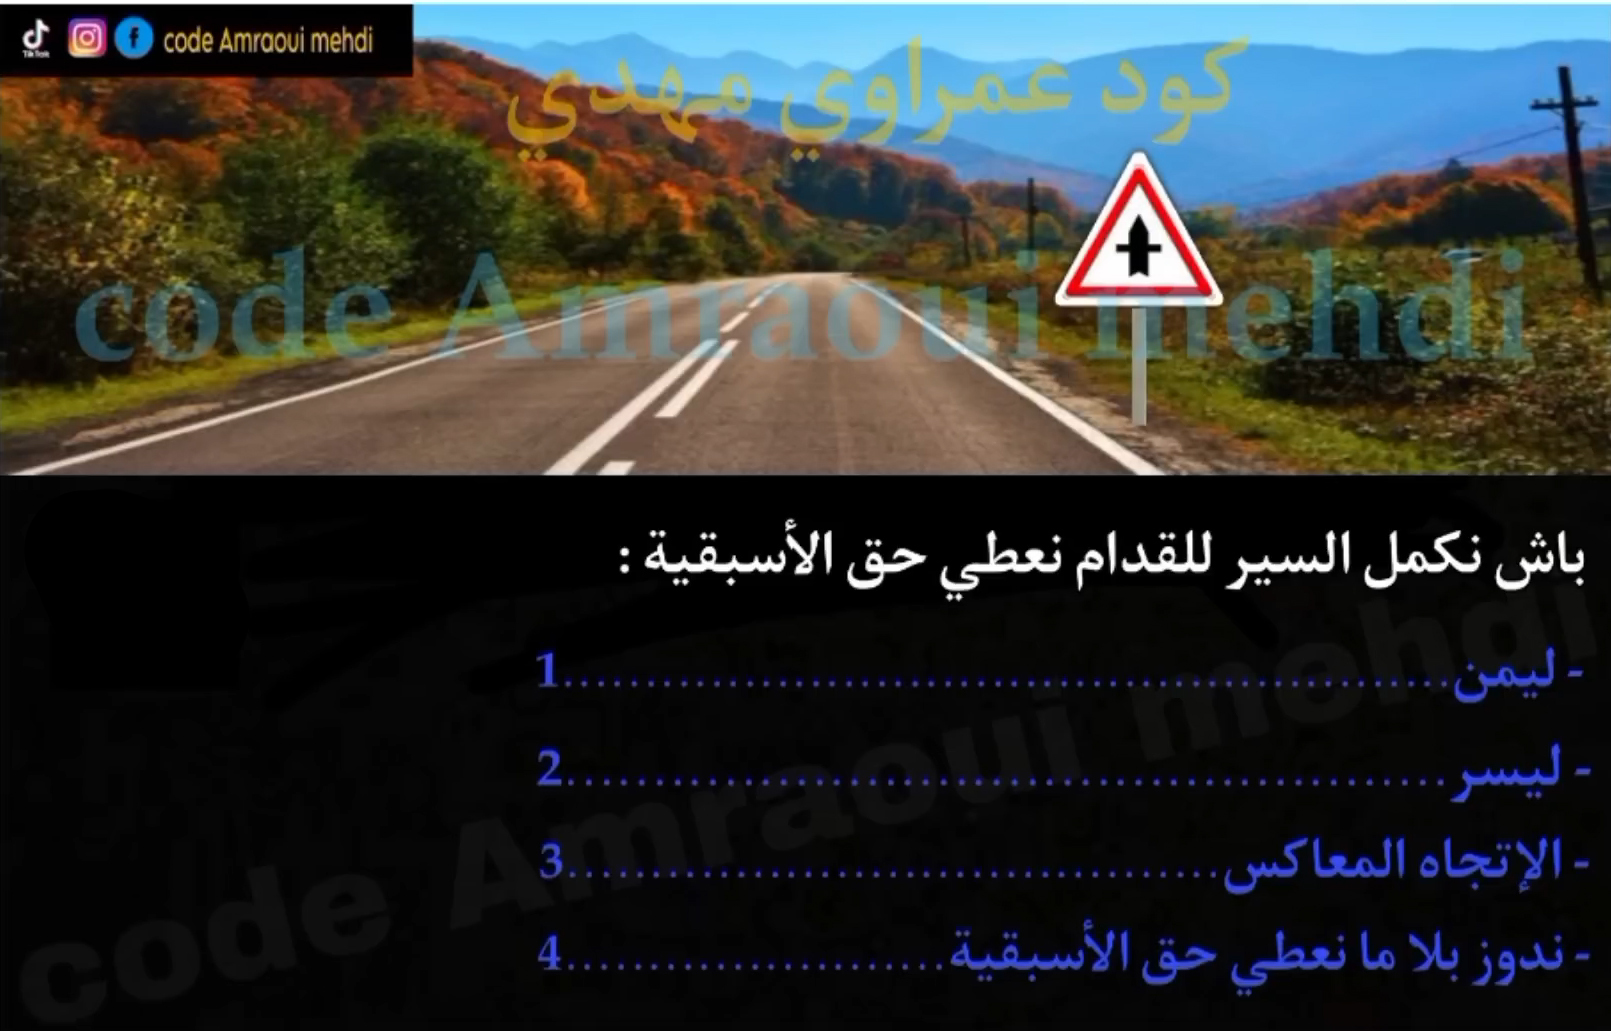 code Amraoui mehdi
كود عمراوي مهدي
code Amraoui mehdi
باش نكمل السير للقدام نعطي حق الأسبقية :
- ليمن.............................................1
- ليسر.............................................2
- الإتجاه المعاكس..................................3
- ندوز بلا ما نعطي حق الأسبقية....................4
code Amraoui mehdi